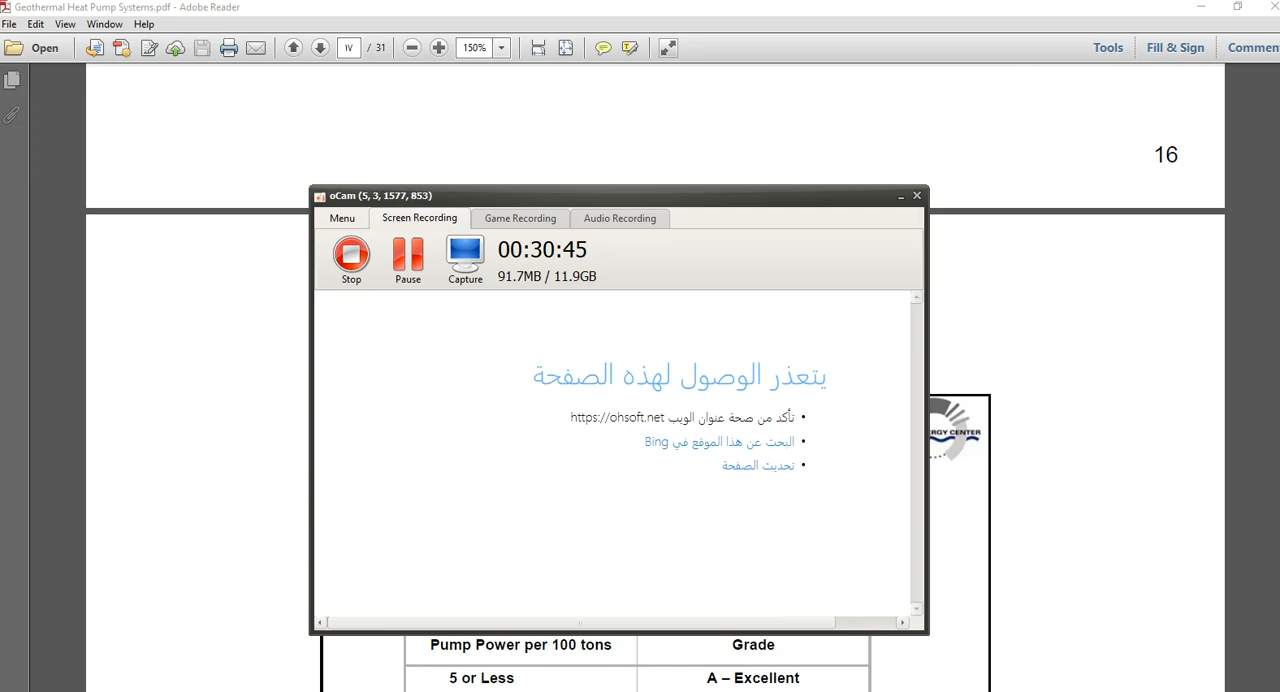 Geothermal Heat Pump Systems.pdf - Adobe Reader
File Edit View Window Help
Open IV / 31 150% Tools Fill & Sign Commen
16
oCam (5, 3, 1577, 853)
Menu Screen Recording Game Recording Audio Recording
00:30:45
91.7MB / 11.9GB
Stop Pause Capture
يتعذر الوصول لهذه الصفحة
• تأكد من صحة عنوان الويب https://ohsoft.net
• البحث عن هذا الموقع في Bing
• تحديث الصفحة
RGY CENTER
Pump Power per 100 tons Grade
5 or Less A – Excellent